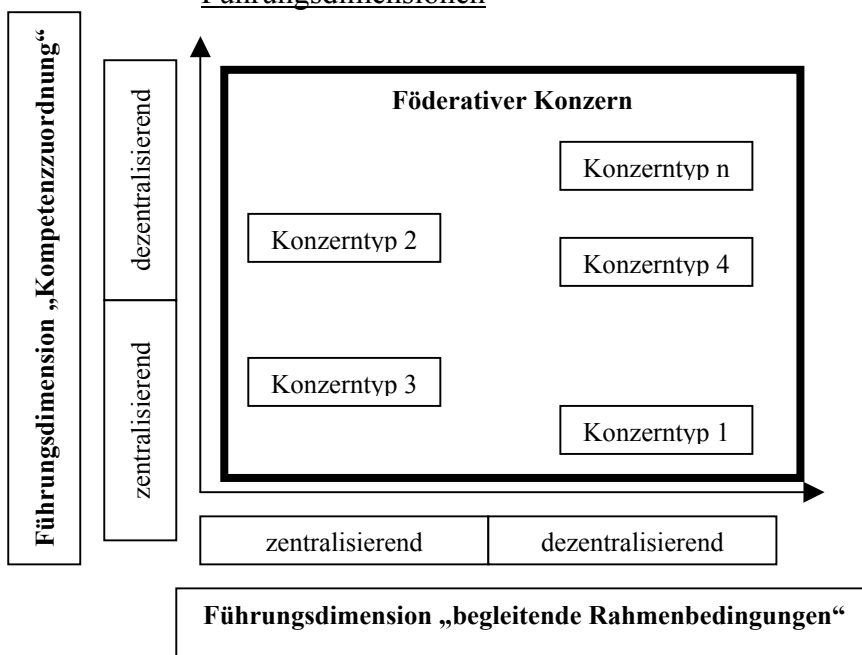 Führungsdimensionen
Führungsdimension „Kompetenzzuordnung“
dezentralisierend
zentralisierend
Föderativer Konzern
Konzerntyp n
Konzerntyp 2
Konzerntyp 4
Konzerntyp 3
Konzerntyp 1
zentralisierend
dezentralisierend
Führungsdimension „begleitende Rahmenbedingungen“